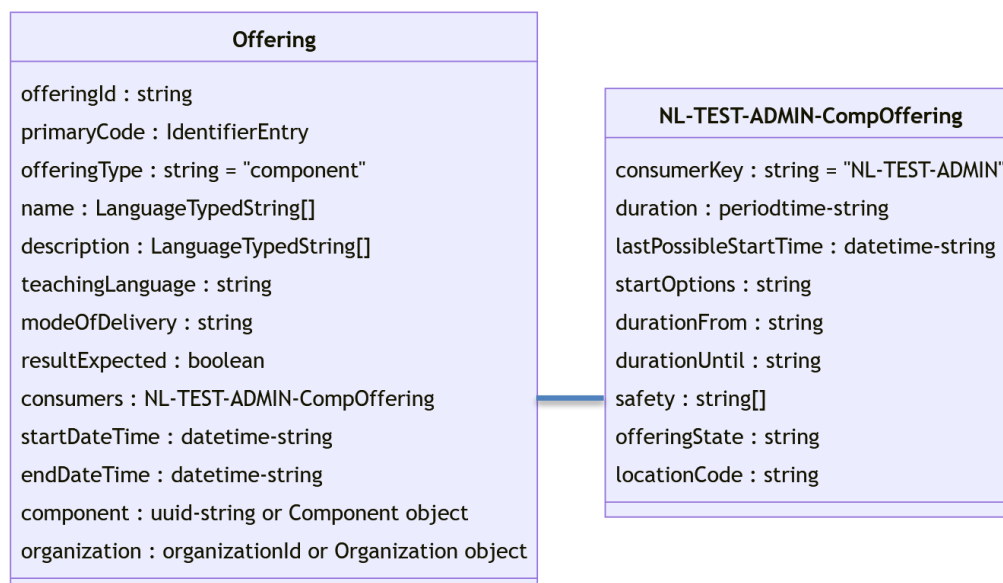 Offering
offeringId : string
primaryCode : IdentifierEntry
offeringType : string = "component"
name : LanguageTypedString[]
description : LanguageTypedString[]
teachingLanguage : string
modeOfDelivery : string
resultExpected : boolean
consumers : NL-TEST-ADMIN-CompOffering
startDateTime : datetime-string
endDateTime : datetime-string
component : uuid-string or Component object
organization : organizationId or Organization object
NL-TEST-ADMIN-CompOffering
consumerKey : string = "NL-TEST-ADMIN"
duration : periodtime-string
lastPossibleStartTime : datetime-string
startOptions : string
durationFrom : string
durationUntil : string
safety : string[]
offeringState : string
locationCode : string